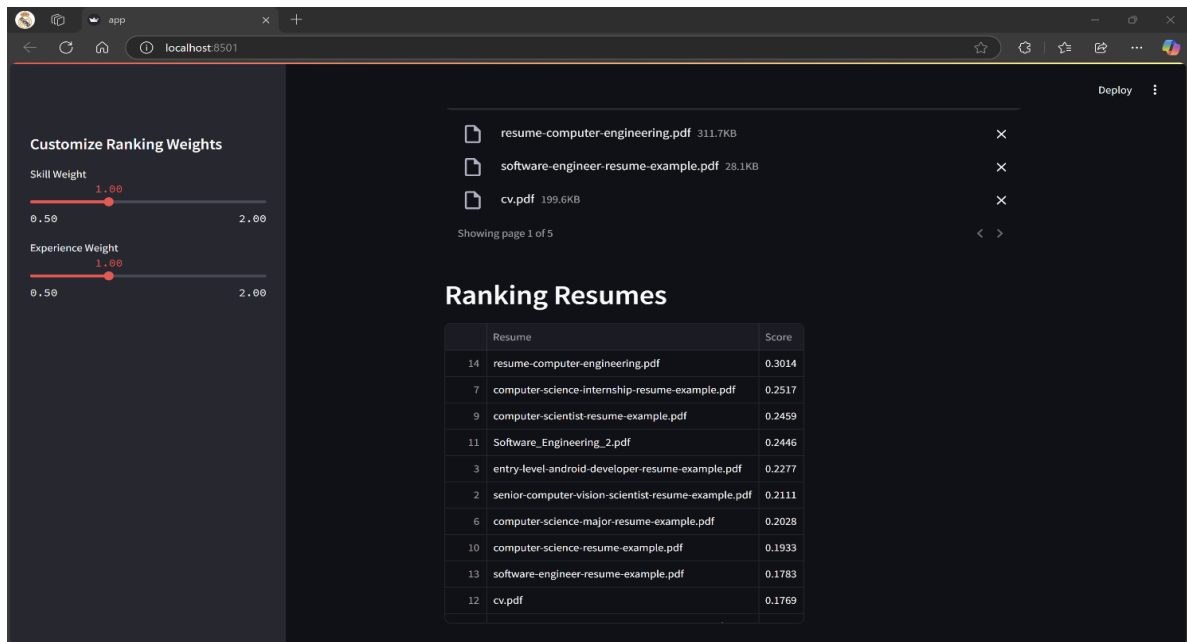 app
localhost:8501
Deploy
Customize Ranking Weights
Skill Weight
1.00
0.50 2.00
Experience Weight
1.00
0.50 2.00
resume-computer-engineering.pdf 311.7KB
software-engineer-resume-example.pdf 28.1KB
cv.pdf 199.6KB
Showing page 1 of 5
Ranking Resumes
Resume Score
14 resume-computer-engineering.pdf 0.3014
7 computer-science-internship-resume-example.pdf 0.2517
9 computer-scientist-resume-example.pdf 0.2459
11 Software_Engineering_2.pdf 0.2446
3 entry-level-android-developer-resume-example.pdf 0.2277
2 senior-computer-vision-scientist-resume-example.pdf 0.2111
6 computer-science-major-resume-example.pdf 0.2028
10 computer-science-resume-example.pdf 0.1933
13 software-engineer-resume-example.pdf 0.1783
12 cv.pdf 0.1769